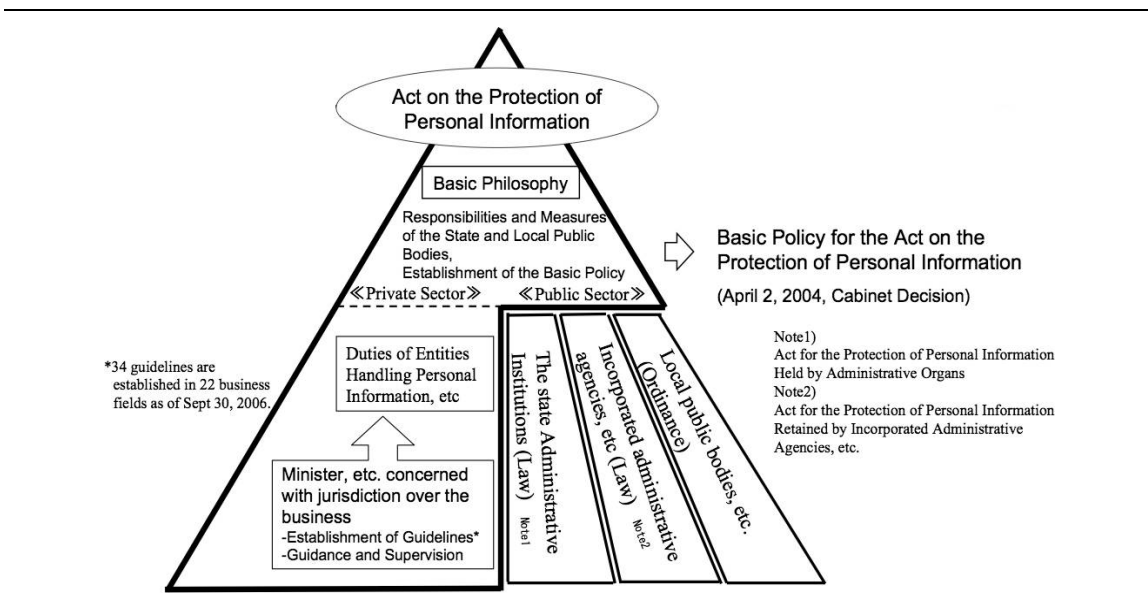 Act on the Protection of
Personal Information
Basic Philosophy
Responsibilities and Measures
of the State and Local Public
Bodies,
Establishment of the Basic Policy
≪Private Sector≫ ≪Public Sector≫
Basic Policy for the Act on the
Protection of Personal Information
(April 2, 2004, Cabinet Decision)
*34 guidelines are
established in 22 business
fields as of Sept 30, 2006.
Duties of Entities
Handling Personal
Information, etc
Minister, etc. concerned
with jurisdiction over the
business
-Establishment of Guidelines*
-Guidance and Supervision
The state Administrative
Institutions (Law) Note1
Incorporated administrative
agencies, etc (Law) Note2
Local public bodies, etc.
(Ordinance)
Note1)
Act for the Protection of Personal Information
Held by Administrative Organs
Note2)
Act for the Protection of Personal Information
Retained by Incorporated Administrative
Agencies, etc.